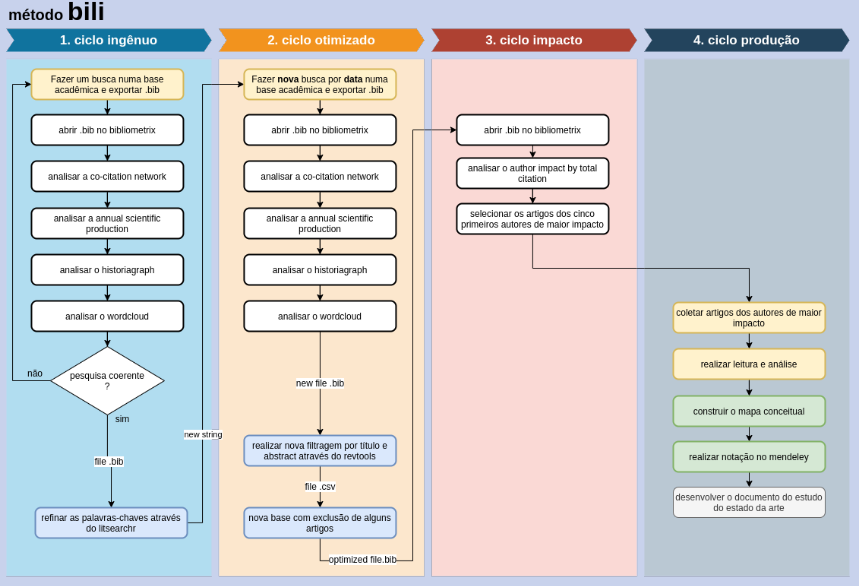 método bili
1. ciclo ingênuo
2. ciclo otimizado
3. ciclo impacto
4. ciclo produção
Fazer um busca numa base
acadêmica e exportar .bib
abrir .bib no bibliometrix
analisar a co-citation network
analisar a annual scientific
production
analisar o historiagraph
analisar o wordcloud
pesquisa coerente
?
não
sim
file .bib
refinar as palavras-chaves através
do litsearchr
new string
Fazer nova busca por data numa
base acadêmica e exportar .bib
abrir .bib no bibliometrix
analisar a co-citation network
analisar a annual scientific
production
analisar o historiagraph
analisar o wordcloud
new file .bib
realizar nova filtragem por título e
abstract através do revtools
file .csv
nova base com exclusão de alguns
artigos
optimized file.bib
abrir .bib no bibliometrix
analisar o author impact by total
citation
selecionar os artigos dos cinco
primeiros autores de maior impacto
coletar artigos dos autores de maior
impacto
realizar leitura e análise
construir o mapa conceitual
realizar notação no mendeley
desenvolver o documento do estudo
do estado da arte